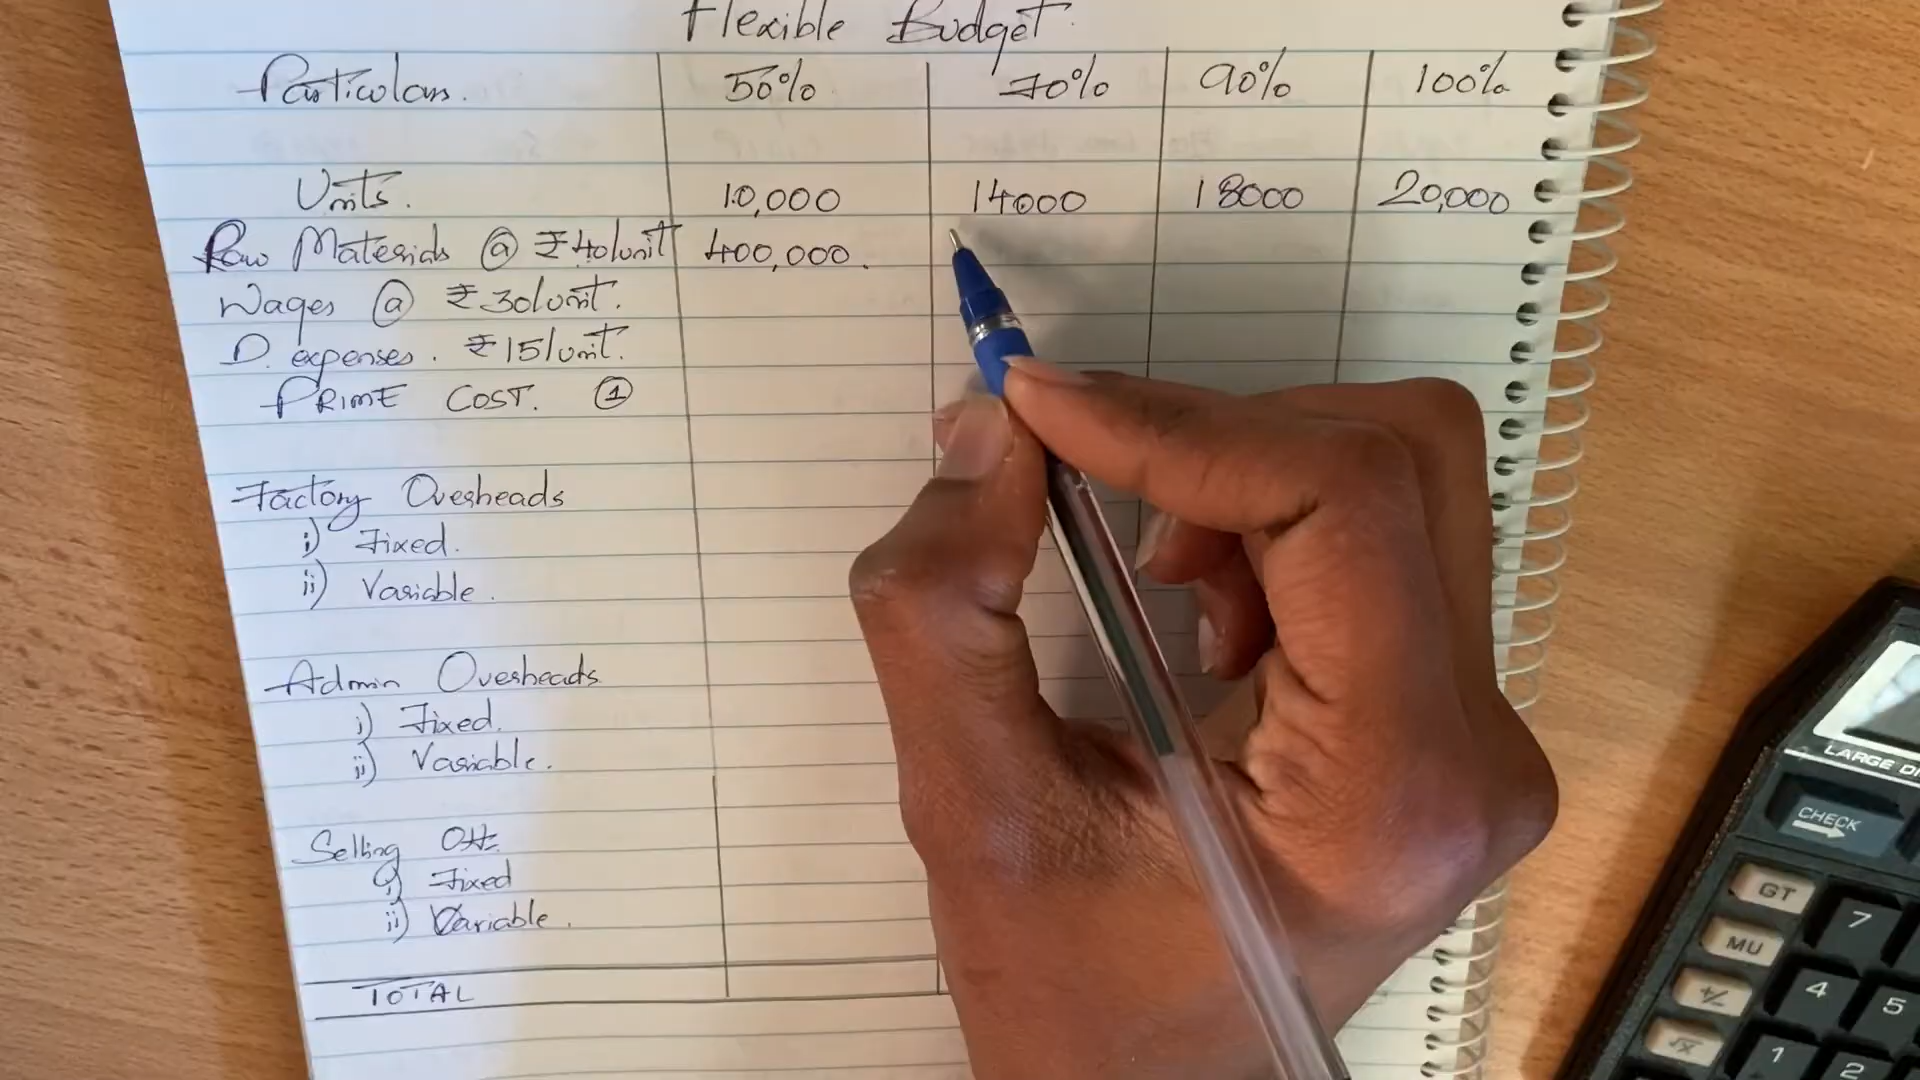 Flexible Budget.
Particulars. 50% 70% 90% 100%
Units. 10,000 14000 18000 20,000
Raw Materials @ ₹40/unit 400,000.
Wages @ ₹30/unit.
D. expenses. ₹15/unit.
PRIME COST. ①
Factory Overheads
i) Fixed.
ii) Variable.
Admin Overheads
i) Fixed.
ii) Variable.
Selling OH.
i) Fixed
ii) Variable.
TOTAL
LARGE DI
CHECK
GT
MU 7
+/- 4 5
√x 1 2